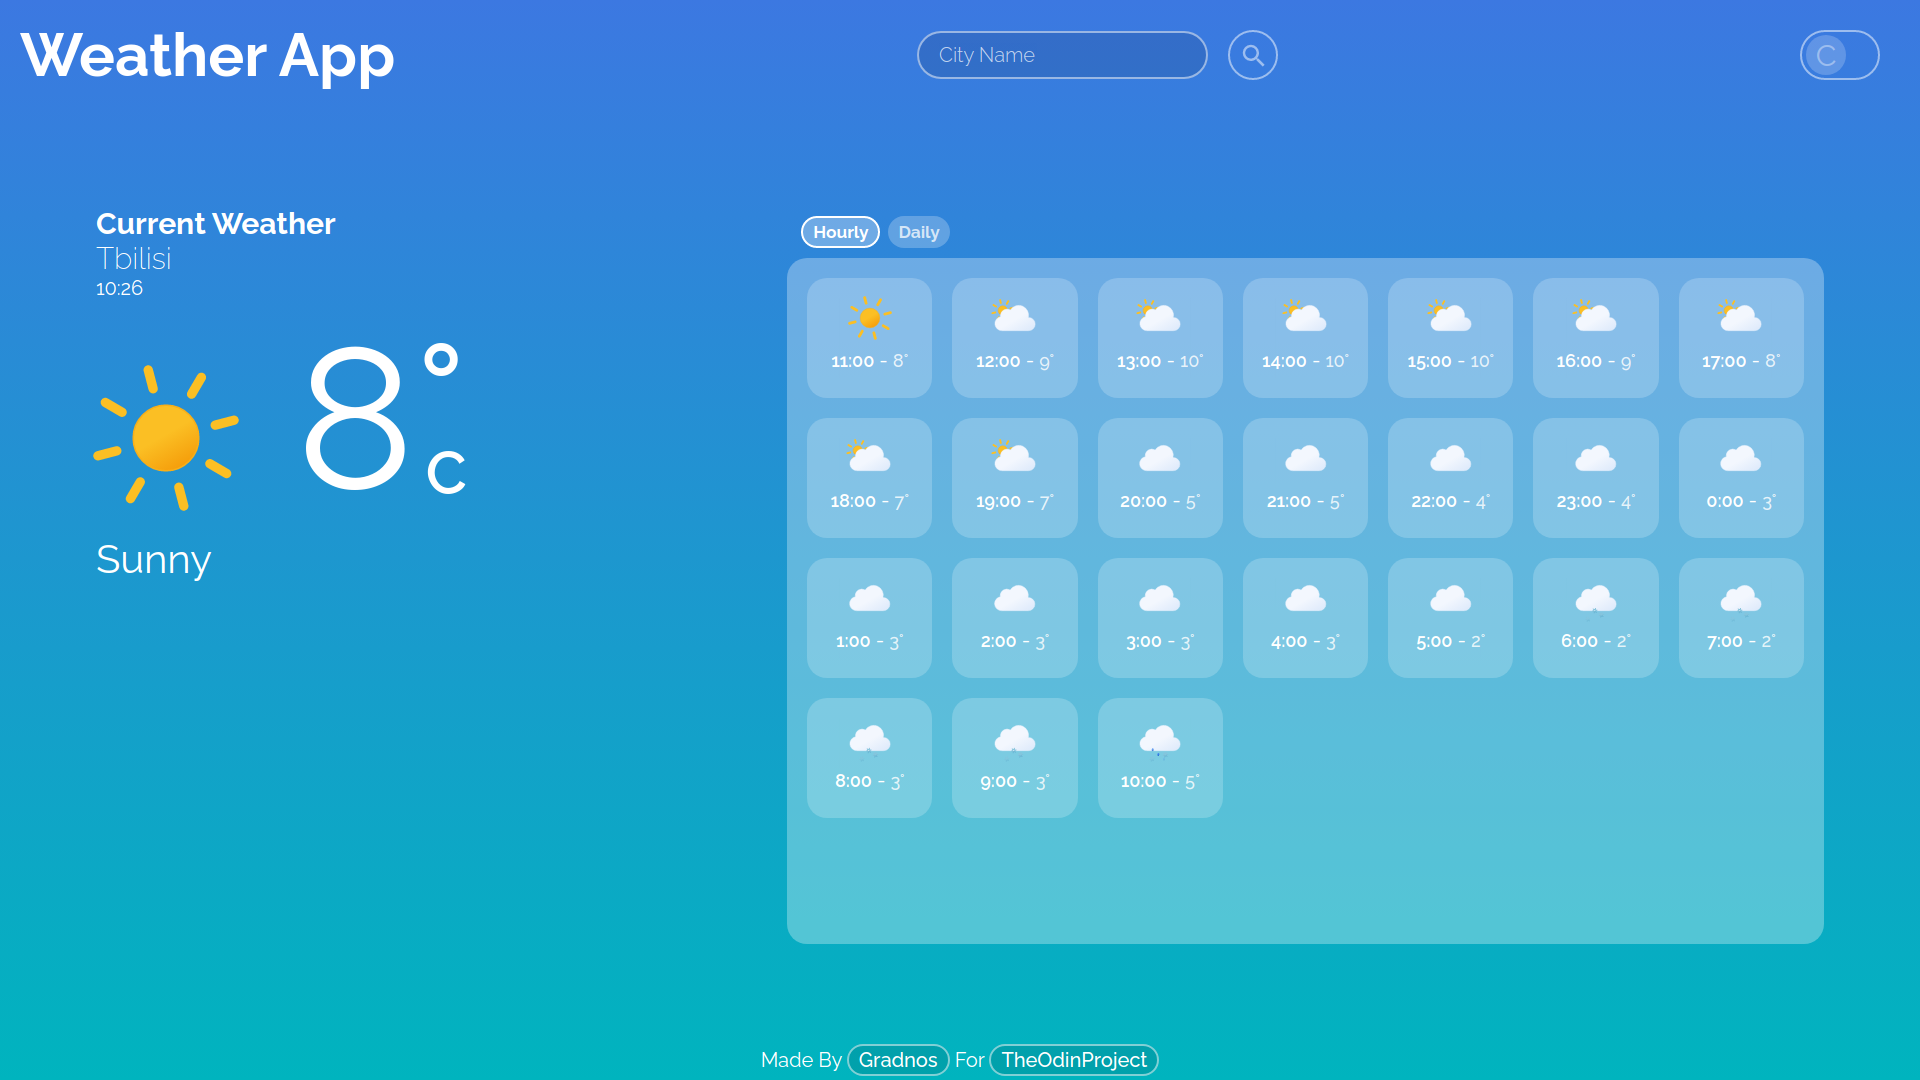 Weather App
City Name
C
Current Weather
Tbilisi
10:26
8°
C
Sunny
Hourly Daily
11:00 - 8° 12:00 - 9° 13:00 - 10° 14:00 - 10° 15:00 - 10° 16:00 - 9° 17:00 - 8°
18:00 - 7° 19:00 - 7° 20:00 - 5° 21:00 - 5° 22:00 - 4° 23:00 - 4° 0:00 - 3°
1:00 - 3° 2:00 - 3° 3:00 - 3° 4:00 - 3° 5:00 - 2° 6:00 - 2° 7:00 - 2°
8:00 - 3° 9:00 - 3° 10:00 - 5°
Made By Gradnos For TheOdinProject